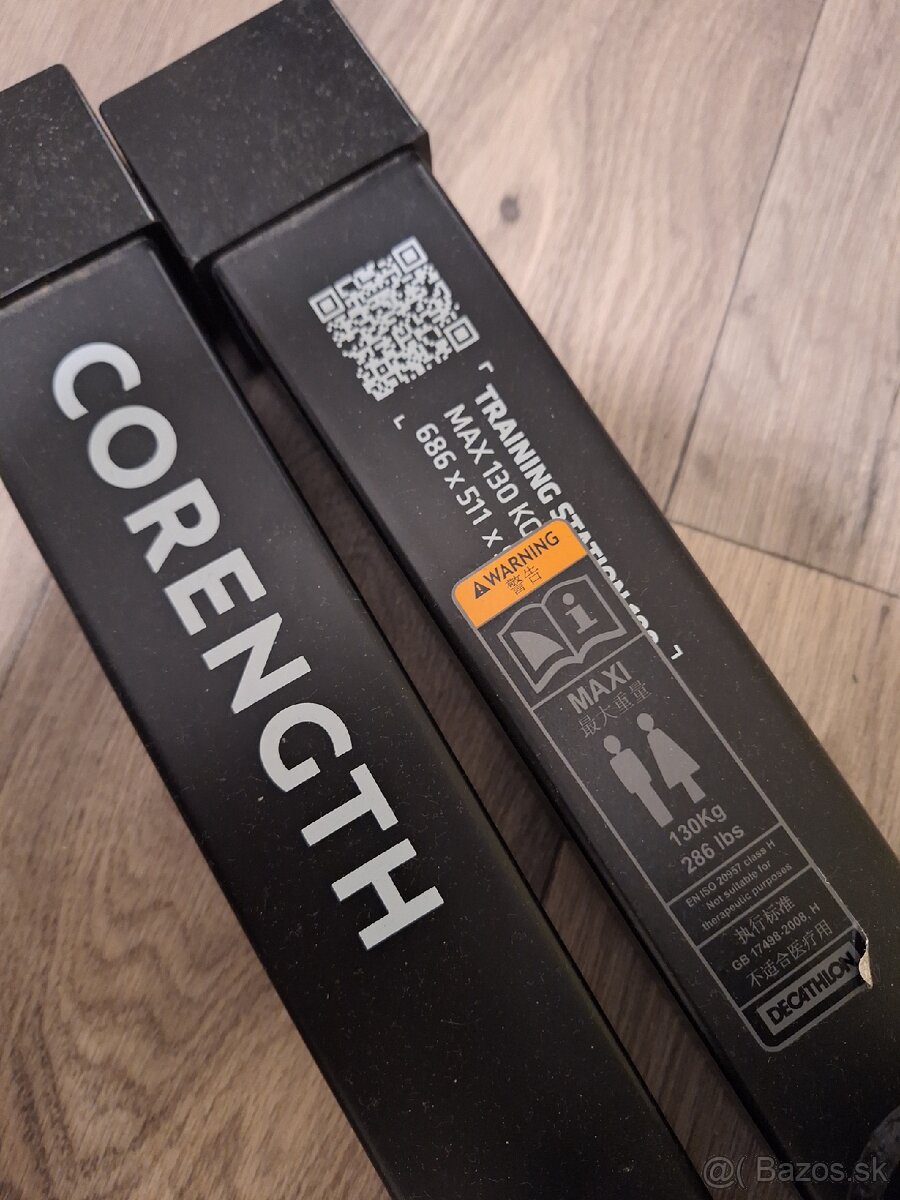 CORENGTH
TRAINING STATION
MAX 130 KG
686 x 511 x
WARNING
警告
MAXI
最大重量
130Kg
286 lbs
EN ISO 20957 class H
Not suitable for
therapeutic purposes
执行标准
GB 17498-2008, H
不适合医疗用
DECATHLON
@( Bazos.sk